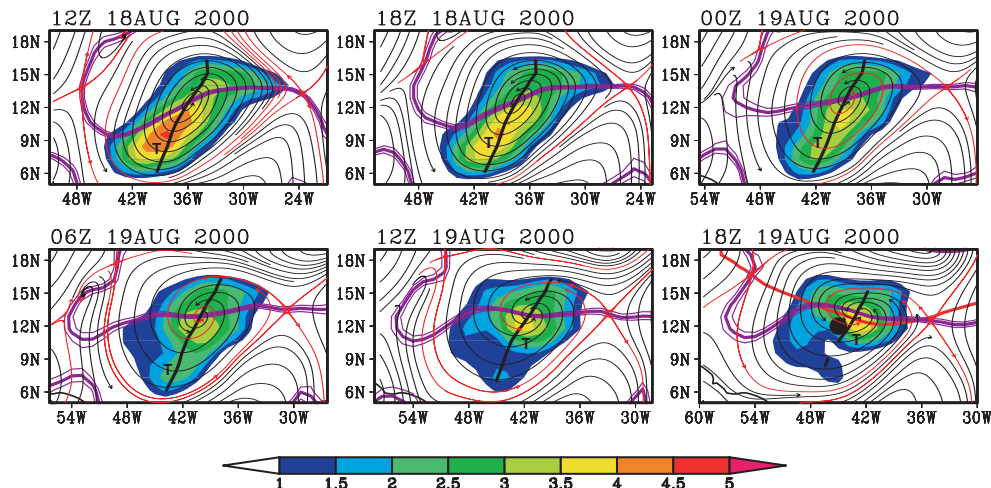 12Z 18AUG 2000 18Z 18AUG 2000 00Z 19AUG 2000
18N 18N 18N
15N 15N 15N
12N 12N 12N
9N T 9N T 9N T
6N 6N 6N
48W 42W 36W 30W 24W 48W 42W 36W 30W 24W 54W 48W 42W 36W 30W
06Z 19AUG 2000 12Z 19AUG 2000 18Z 19AUG 2000
18N 18N 18N
15N 15N 15N
12N 12N T 12N T
9N T 9N 9N
6N 6N 6N
54W 48W 42W 36W 30W 54W 48W 42W 36W 30W 60W 54W 48W 42W 36W 30W
1 1.5 2 2.5 3 3.5 4 4.5 5